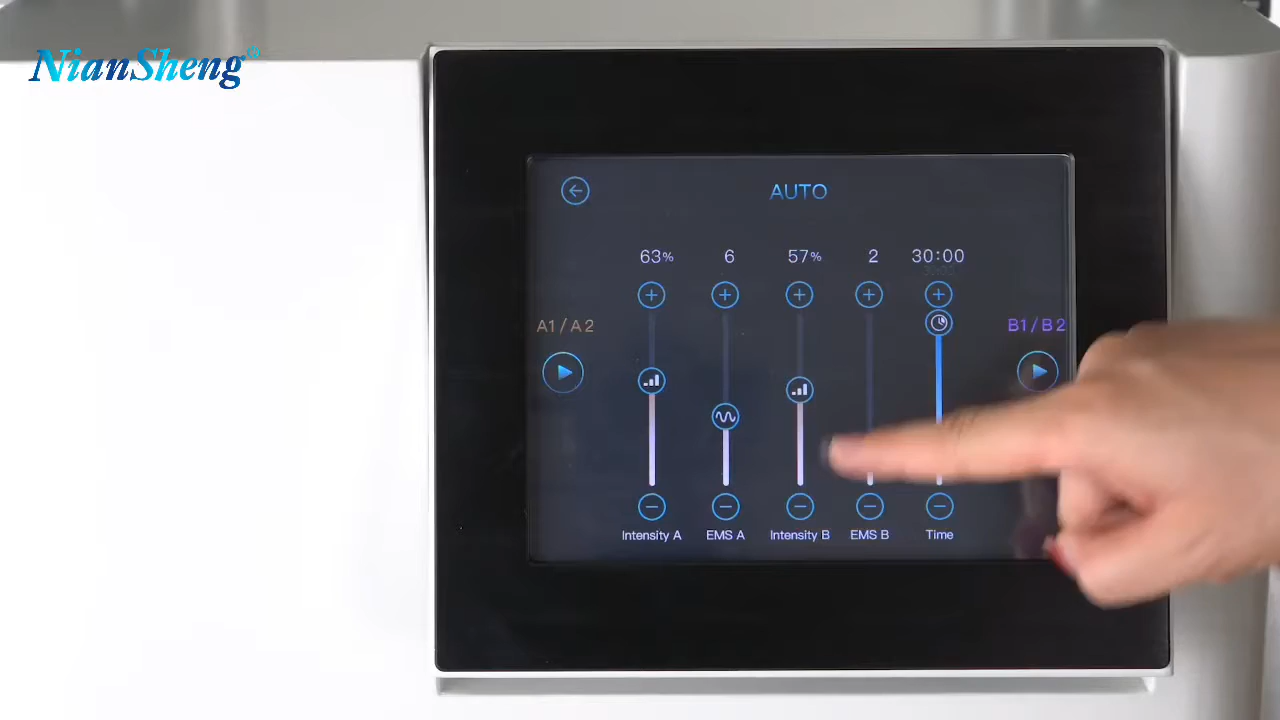 NianSheng®
AUTO
63% 6 57% 2 30:00
A1/A2 B1/B2
Intensity A EMS A Intensity B EMS B Time